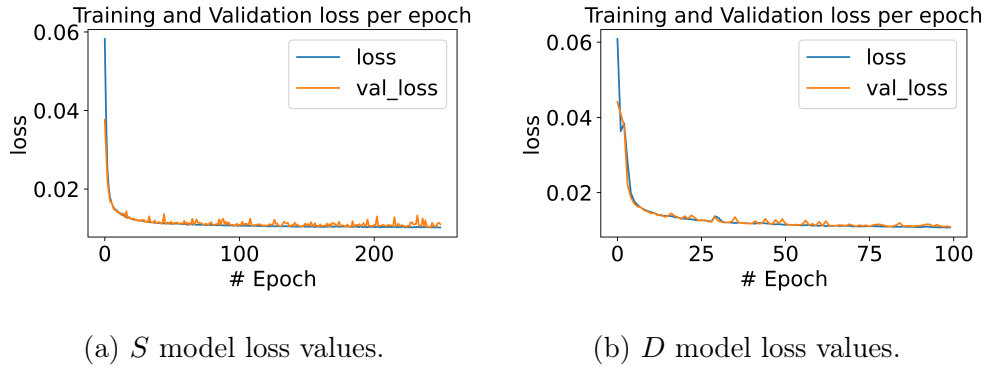 Training and Validation loss per epoch
0.06
0.04
0.02
loss
loss
val_loss
0
100
200
# Epoch
(a) S model loss values.
Training and Validation loss per epoch
0.06
0.04
0.02
loss
loss
val_loss
0
25
50
75
100
# Epoch
(b) D model loss values.